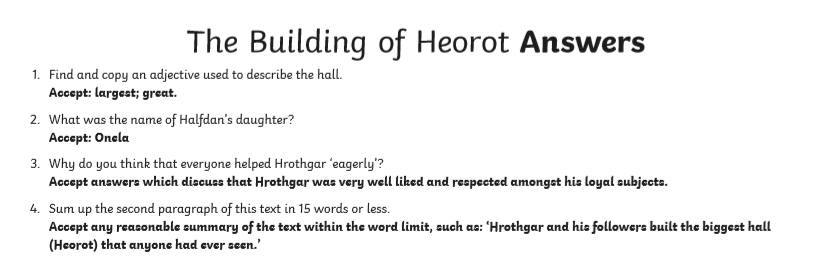 The Building of Heorot Answers
1. Find and copy an adjective used to describe the hall.
Accept: largest; great.
2. What was the name of Halfdan's daughter?
Accept: Onela
3. Why do you think that everyone helped Hrothgar ‘eagerly’?
Accept answers which discuss that Hrothgar was very well liked and respected amongst his loyal subjects.
4. Sum up the second paragraph of this text in 15 words or less.
Accept any reasonable summary of the text within the word limit, such as: ‘Hrothgar and his followers built the biggest hall
(Heorot) that anyone had ever seen.’